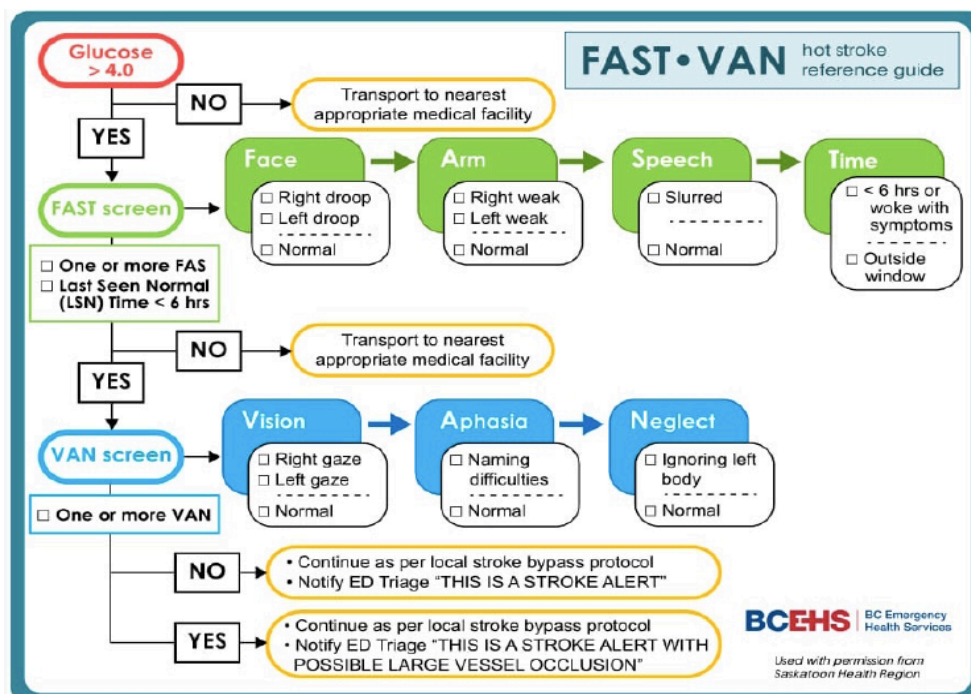 Glucose
> 4.0
FAST • VAN
hot stroke
reference guide
NO
Transport to nearest
appropriate medical facility
YES
FAST screen
Face
□ Right droop
□ Left droop
□ Normal
Arm
□ Right weak
□ Left weak
□ Normal
Speech
□ Slurred
□ Normal
Time
□ < 6 hrs or
woke with
symptoms
□ Outside
window
□ One or more FAS
□ Last Seen Normal
(LSN) Time < 6 hrs
NO
Transport to nearest
appropriate medical facility
YES
VAN screen
Vision
□ Right gaze
□ Left gaze
□ Normal
Aphasia
□ Naming
difficulties
□ Normal
Neglect
□ Ignoring left
body
□ Normal
□ One or more VAN
NO
• Continue as per local stroke bypass protocol
• Notify ED Triage "THIS IS A STROKE ALERT"
YES
• Continue as per local stroke bypass protocol
• Notify ED Triage "THIS IS A STROKE ALERT WITH
POSSIBLE LARGE VESSEL OCCLUSION"
BCEHS
BC Emergency
Health Services
Used with permission from
Saskatoon Health Region